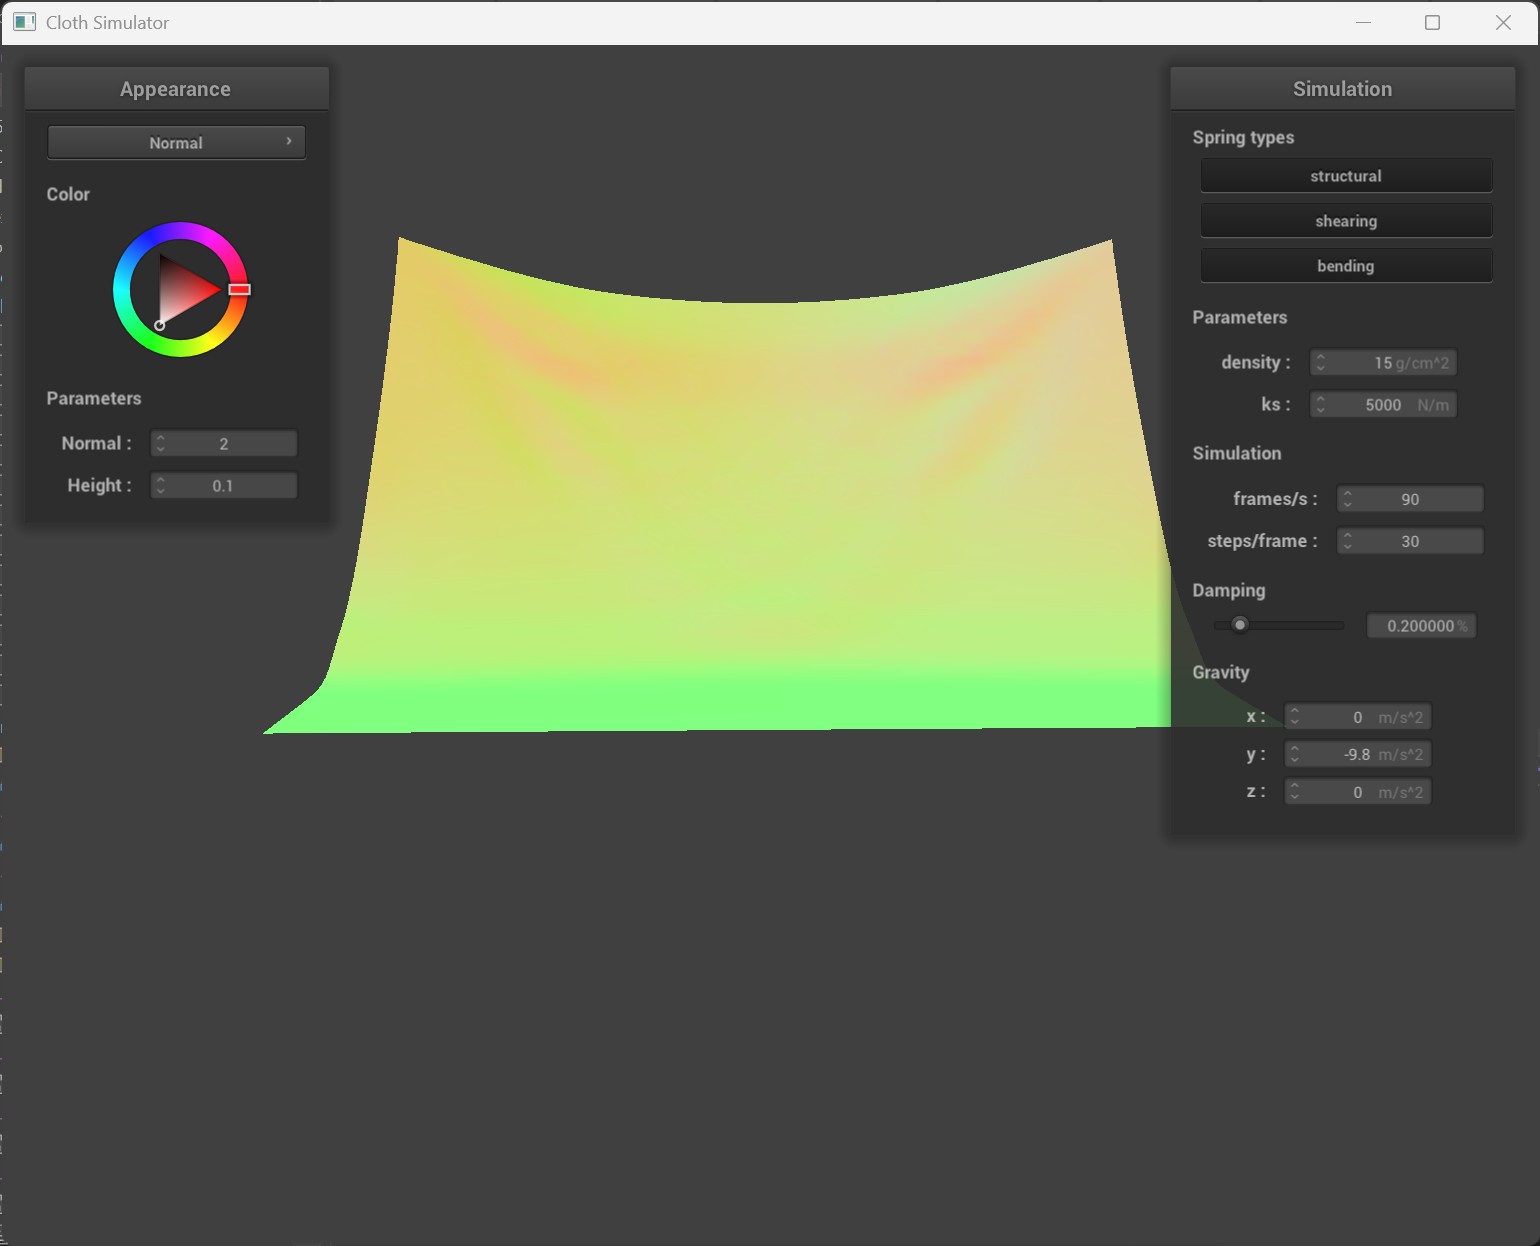 Cloth Simulator
Appearance
Normal
Color
Parameters
Normal : 2
Height : 0.1
Simulation
Spring types
structural
shearing
bending
Parameters
density : 15 g/cm^2
ks : 5000 N/m
Simulation
frames/s : 90
steps/frame : 30
Damping
0.200000 %
Gravity
x : 0 m/s^2
y : -9.8 m/s^2
z : 0 m/s^2